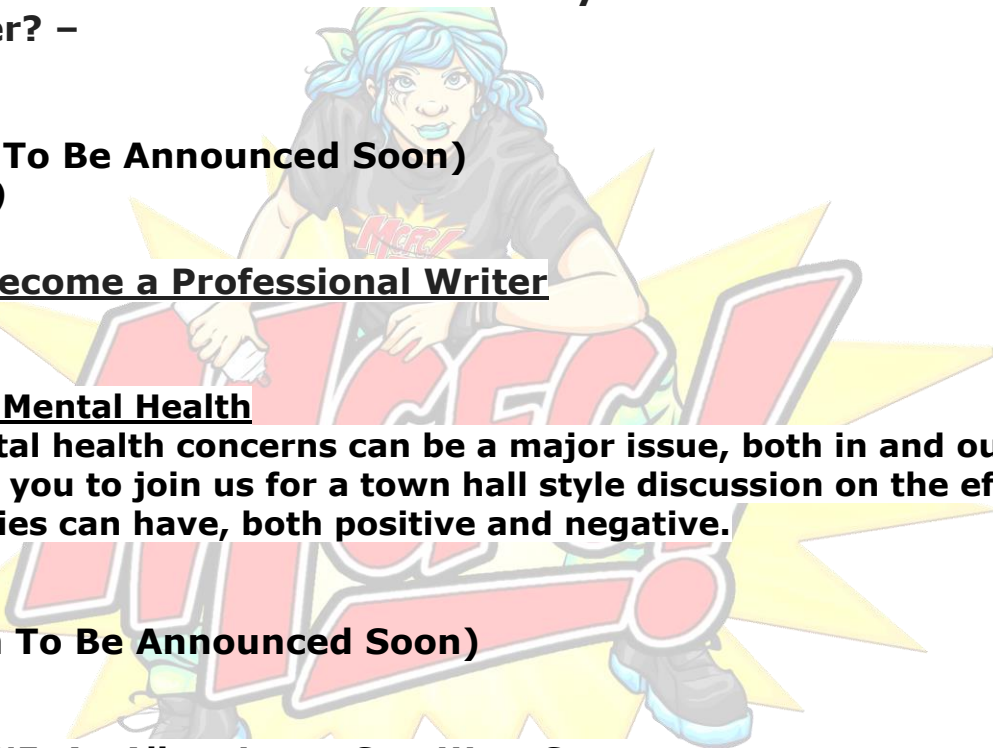 er? –
To Be Announced Soon)
)
MCFC!
ecome a Professional Writer
Mental Health
tal health concerns can be a major issue, both in and ou
you to join us for a town hall style discussion on the ef
ies can have, both positive and negative.
MCFC!
To Be Announced Soon)